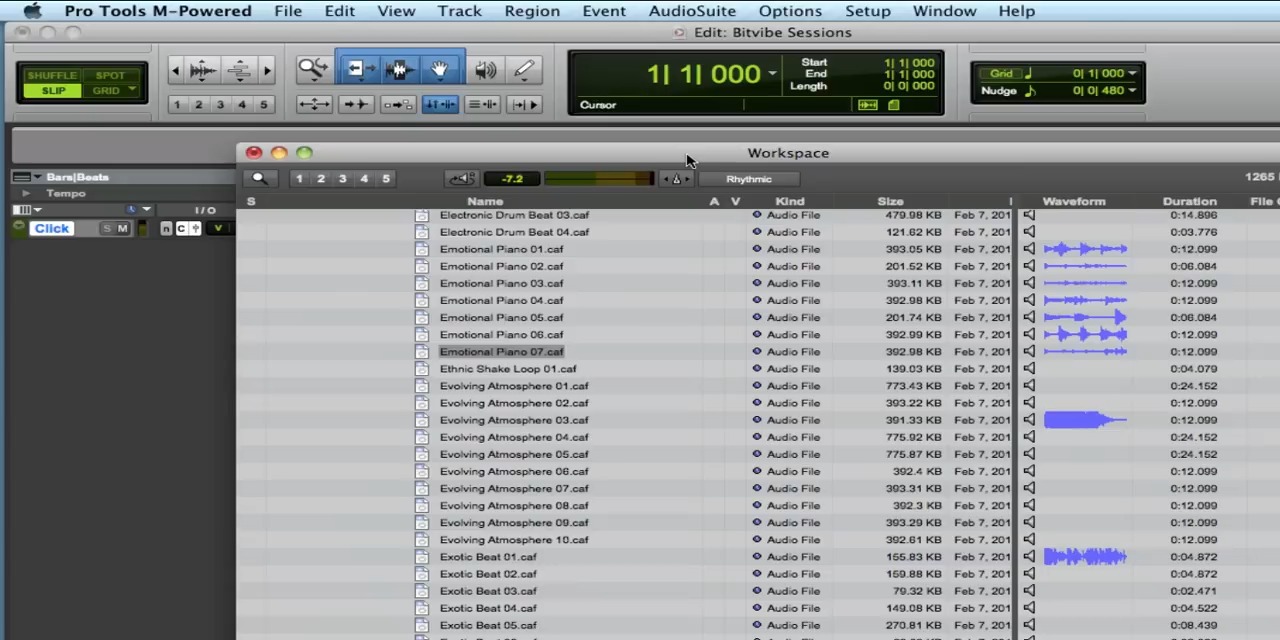 Pro Tools M-Powered File Edit View Track Region Event AudioSuite Options Setup Window Help
Edit: Bitvibe Sessions
SHUFFLE SPOT
SLIP GRID
1 2 3 4 5
1| 1| 000
Start 1| 1| 000
End 1| 1| 000
Length 0| 0| 000
Cursor
Grid 0| 1| 000
Nudge 0| 0| 480
Workspace
Bars|Beats
Tempo
I/O
Click S M n C V
1 2 3 4 5 -7.2 Rhythmic 1265
S Name A V Kind Size Waveform Duration File
Electronic Drum Beat 03.caf Audio File 479.98 KB Feb 7, 201 0:14.896
Electronic Drum Beat 04.caf Audio File 121.62 KB Feb 7, 201 0:03.776
Emotional Piano 01.caf Audio File 393.05 KB Feb 7, 201 0:12.099
Emotional Piano 02.caf Audio File 201.52 KB Feb 7, 201 0:06.084
Emotional Piano 03.caf Audio File 393.11 KB Feb 7, 201 0:12.099
Emotional Piano 04.caf Audio File 392.98 KB Feb 7, 201 0:12.099
Emotional Piano 05.caf Audio File 201.74 KB Feb 7, 201 0:06.084
Emotional Piano 06.caf Audio File 392.99 KB Feb 7, 201 0:12.099
Emotional Piano 07.caf Audio File 392.98 KB Feb 7, 201 0:12.099
Ethnic Shake Loop 01.caf Audio File 139.03 KB Feb 7, 201 0:04.079
Evolving Atmosphere 01.caf Audio File 773.43 KB Feb 7, 201 0:24.152
Evolving Atmosphere 02.caf Audio File 393.22 KB Feb 7, 201 0:12.099
Evolving Atmosphere 03.caf Audio File 391.33 KB Feb 7, 201 0:12.099
Evolving Atmosphere 04.caf Audio File 775.92 KB Feb 7, 201 0:24.152
Evolving Atmosphere 05.caf Audio File 775.87 KB Feb 7, 201 0:24.152
Evolving Atmosphere 06.caf Audio File 392.4 KB Feb 7, 201 0:12.099
Evolving Atmosphere 07.caf Audio File 393.31 KB Feb 7, 201 0:12.099
Evolving Atmosphere 08.caf Audio File 392.3 KB Feb 7, 201 0:12.099
Evolving Atmosphere 09.caf Audio File 393.29 KB Feb 7, 201 0:12.099
Evolving Atmosphere 10.caf Audio File 392.61 KB Feb 7, 201 0:12.099
Exotic Beat 01.caf Audio File 155.83 KB Feb 7, 201 0:04.872
Exotic Beat 02.caf Audio File 159.88 KB Feb 7, 201 0:04.872
Exotic Beat 03.caf Audio File 79.32 KB Feb 7, 201 0:02.471
Exotic Beat 04.caf Audio File 149.08 KB Feb 7, 201 0:04.522
Exotic Beat 05.caf Audio File 270.81 KB Feb 7, 201 0:08.439